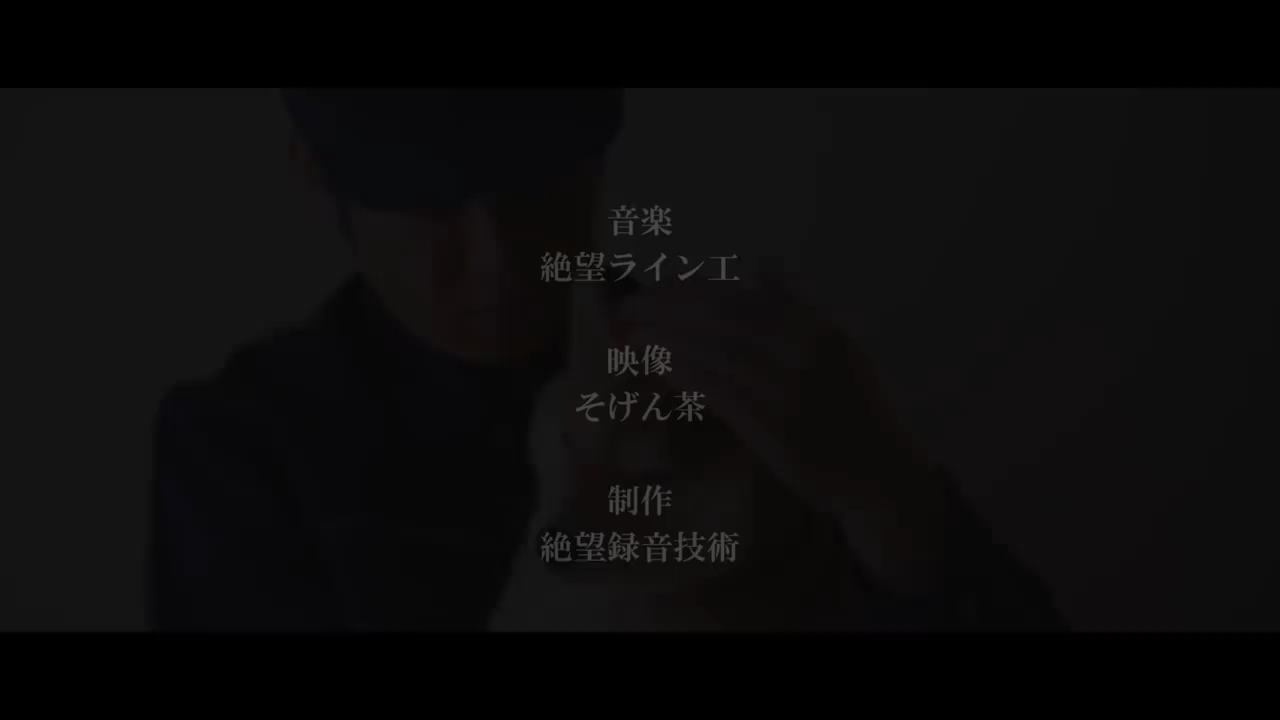 音楽
絶望ライン工
映像
そげん茶
制作
絶望録音技術